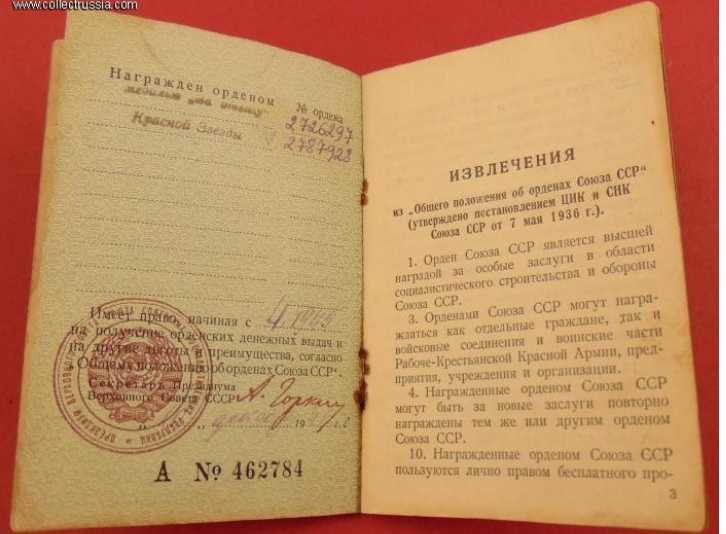 www.collectrussia.com
Награжден орденом
№ ордена
медалью „За отвагу
2726297
Красной Звезды
2787928
Имеет право, начиная с
на получение орденских денежных выдач и
на другие льготы и преимущества, согласно
„Общему положению об орденах Союза ССР“.
Секретарь Президиума
Верховного Совета СССР А. Горкин
А № 462784
ИЗВЛЕЧЕНИЯ
из „Общего положения об орденах Союза ССР“
(утверждено постановлением ЦИК и СНК
Союза ССР от 7 мая 1936 г.).
1. Орден Союза ССР является высшей
наградой за особые заслуги в области
социалистического строительства и обороны
Союза ССР.
3. Орденами Союза ССР могут награ-
ждаться как отдельные граждане, так и
войсковые соединения и воинские части
Рабоче-Крестьянской Красной Армии, пред-
приятия, учреждения и организации.
4. Награжденные орденом Союза ССР
могут быть за новые заслуги повторно
награждены тем же или другим орденом
Союза ССР.
10. Награжденные орденом Союза ССР
пользуются лично правом бесплатного про-
3